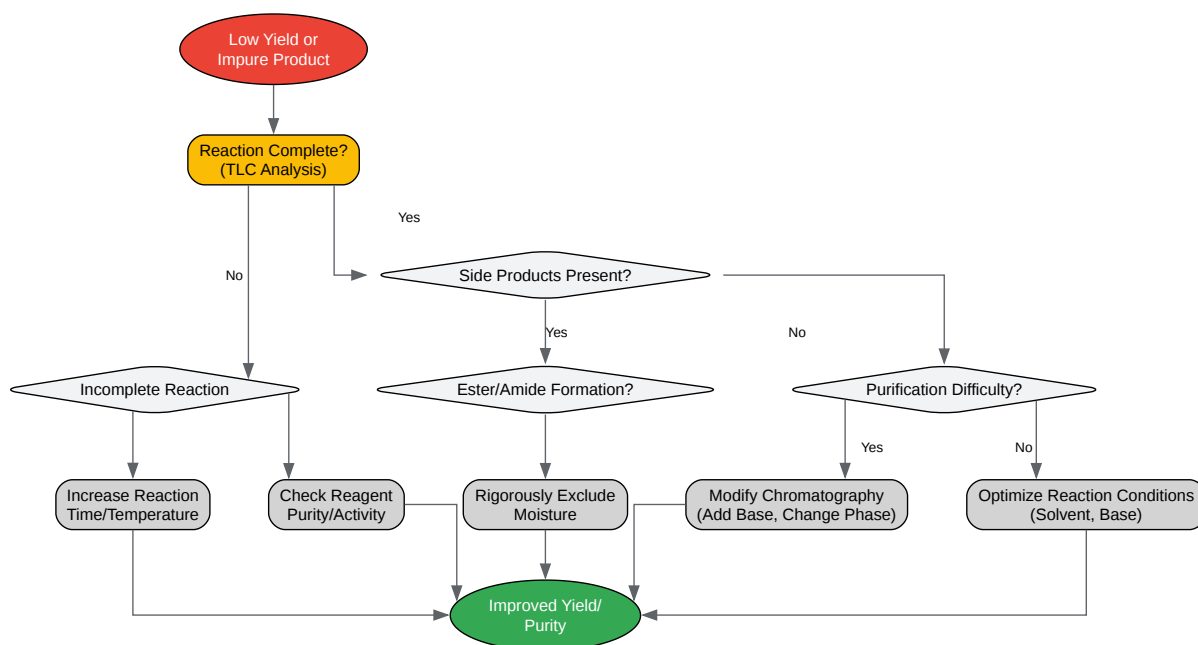 Low Yield or
Impure Product
Reaction Complete?
(TLC Analysis)
Yes
No
Side Products Present?
Yes
No
Incomplete Reaction
Ester/Amide Formation?
Purification Difficulty?
Yes
No
Increase Reaction
Time/Temperature
Check Reagent
Purity/Activity
Rigorously Exclude
Moisture
Modify Chromatography
(Add Base, Change Phase)
Optimize Reaction Conditions
(Solvent, Base)
Improved Yield/
Purity